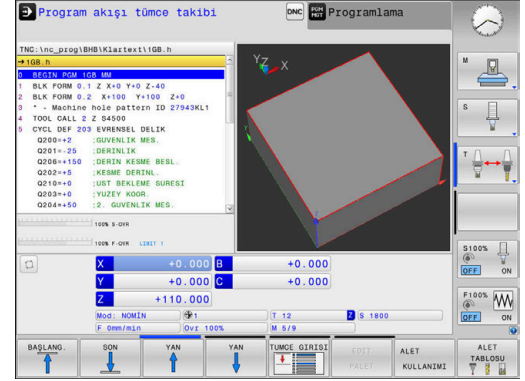 Program akışı tümce takibi
DNC
PGM MGT
Programlama
TNC:\nc_prog\BHB\Klartext\1GB.h
→1GB.h
0 BEGIN PGM 1GB MM
1 BLK FORM 0.1 Z X+0 Y+0 Z-40
2 BLK FORM 0.2 X+100 Y+100 Z+0
3 * - Machine hole pattern ID 27943KL1
4 TOOL CALL 2 Z S4500
5 CYCL DEF 203 EVRENSEL DELIK
Q200=+2 ;GUVENLIK MES.
Q201=-25 ;DERINLIK
Q206=+150 ;DERIN KESME BESL.
Q202=+5 ;KESME DERINL.
Q210=+0 ;UST BEKLEME SURESI
Q203=+0 ;YUZEY KOOR.
Q204=+50 ;2. GUVENLIK MES.
100% S-OVR
100% F-OVR LIMIT 1
Y Z X
Z
M
S
T
X +0.000 B +0.000
Y +0.000 C +0.000
Z +110.000
Mod: NOMİN 1 T 12 Z S 1800
F 0mm/min Ovr 100% M 5/9
S100%
OFF ON
F100%
OFF ON
BAŞLANG.
SON
YAN
YAN
TUMCE GIRISI
EDIT PALET
ALET KULLANIMI
ALET TABLOSU